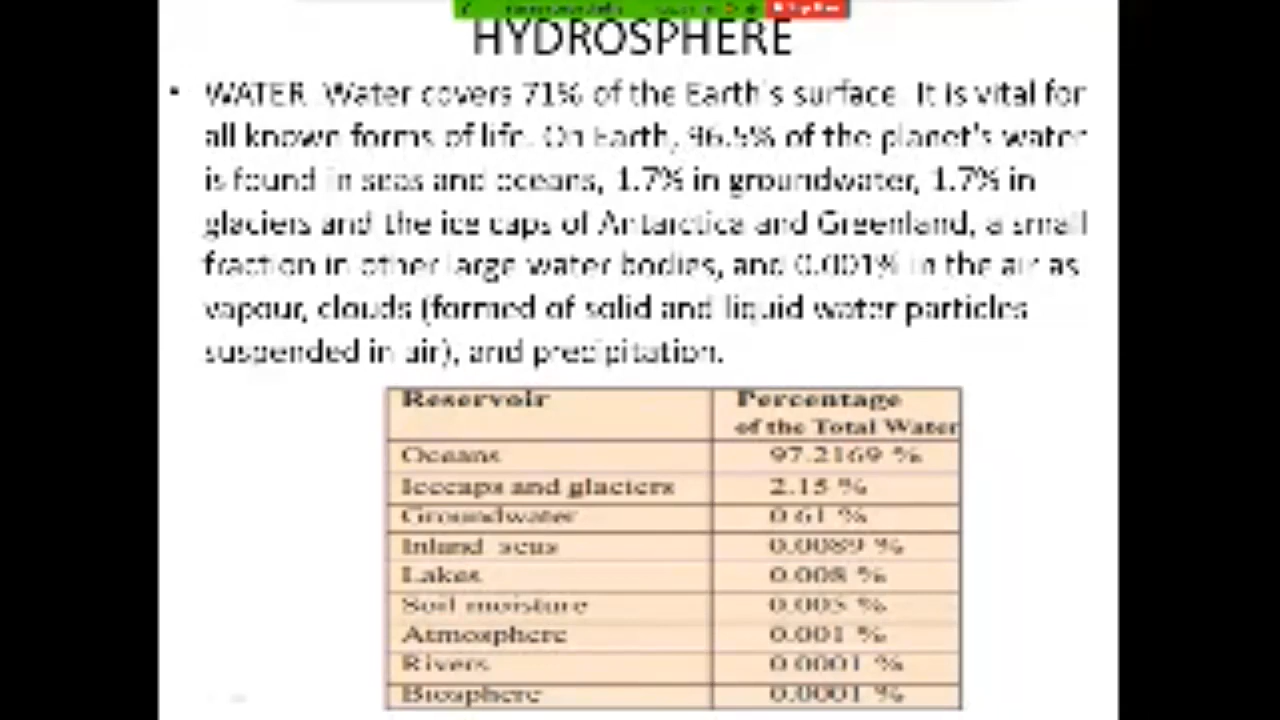 HYDROSPHERE
• WATER Water covers 71% of the Earth's surface. It is vital for
all known forms of life. On Earth, 96.5% of the planet's water
is found in seas and oceans, 1.7% in groundwater, 1.7% in
glaciers and the ice caps of Antarctica and Greenland, a small
fraction in other large water bodies, and 0.001% in the air as
vapour, clouds (formed of solid and liquid water particles
suspended in air), and precipitation.
Reservoir Percentage
of the Total Water
Oceans 97.2169 %
Icecaps and glaciers 2.15 %
Groundwater 0.61 %
Inland seas 0.0089 %
Lakes 0.008 %
Soil moisture 0.005 %
Atmosphere 0.001 %
Rivers 0.0001 %
Biosphere 0.0001 %